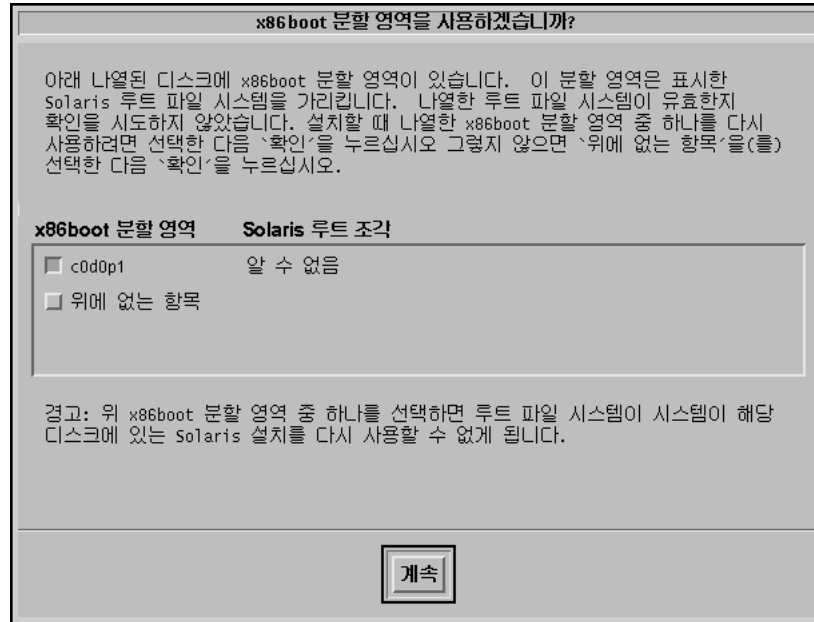 x86boot 분할 영역을 사용하겠습니까?
아래 나열된 디스크에 x86boot 분할 영역이 있습니다. 이 분할 영역은 표시한
Solaris 루트 파일 시스템을 가리킵니다. 나열한 루트 파일 시스템이 유효한지
확인을 시도하지 않았습니다. 설치할 때 나열한 x86boot 분할 영역 중 하나를 다시
사용하려면 선택한 다음 `확인´을 누르십시오 그렇지 않으면 `위에 없는 항목´을(를)
선택한 다음 `확인´을 누르십시오.
x86boot 분할 영역 Solaris 루트 조각
c0d0p1 알 수 없음
위에 없는 항목
경고: 위 x86boot 분할 영역 중 하나를 선택하면 루트 파일 시스템이 시스템이 해당
디스크에 있는 Solaris 설치를 다시 사용할 수 없게 됩니다.
계속